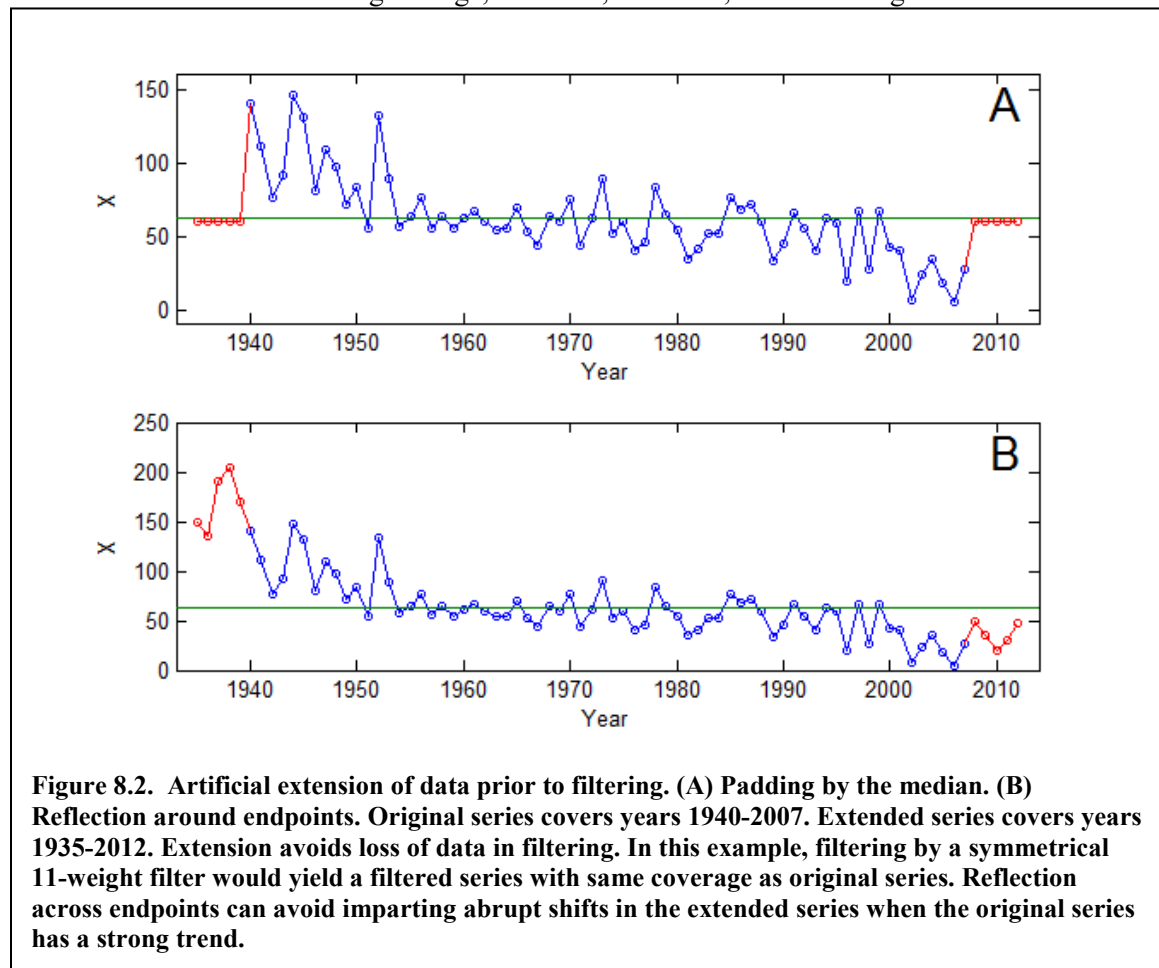 A
150
100
50
0
X
1940 1950 1960 1970 1980 1990 2000 2010
Year
B
250
200
150
100
50
0
X
1940 1950 1960 1970 1980 1990 2000 2010
Year
Figure 8.2. Artificial extension of data prior to filtering. (A) Padding by the median. (B)
Reflection around endpoints. Original series covers years 1940-2007. Extended series covers years
1935-2012. Extension avoids loss of data in filtering. In this example, filtering by a symmetrical
11-weight filter would yield a filtered series with same coverage as original series. Reflection
across endpoints can avoid imparting abrupt shifts in the extended series when the original series
has a strong trend.